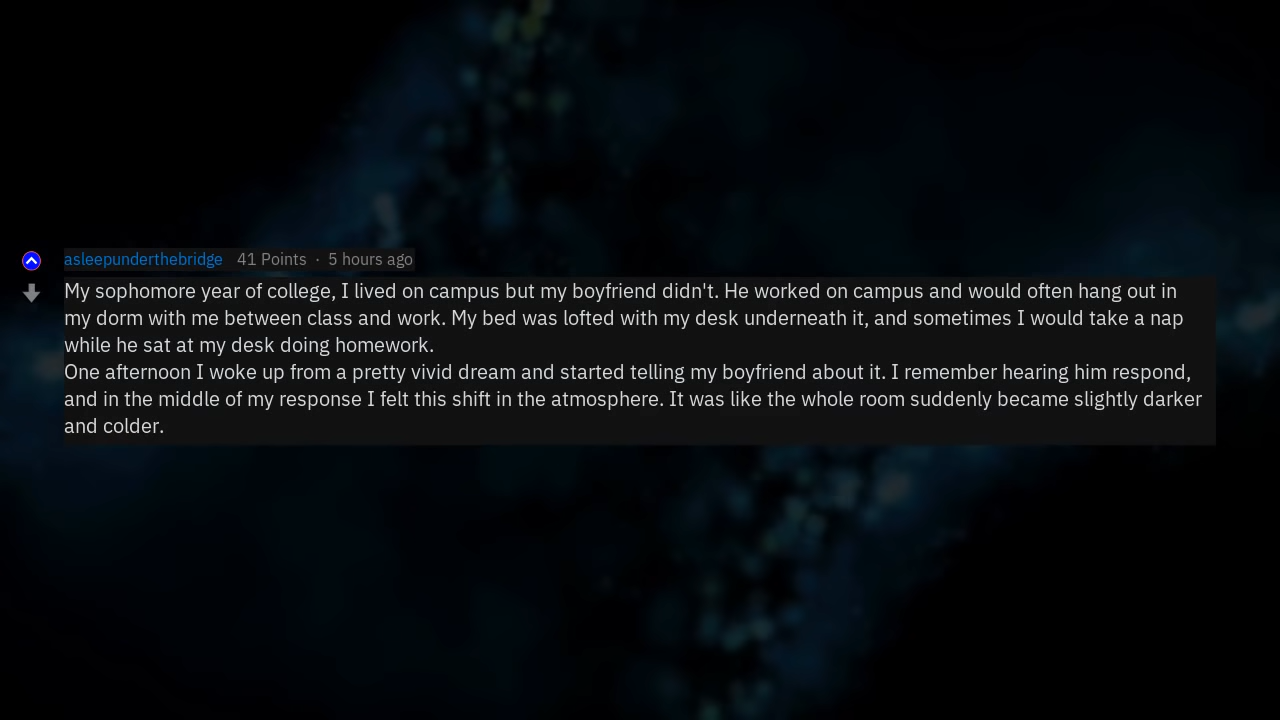 asleepunderthebridge 41 Points · 5 hours ago
My sophomore year of college, I lived on campus but my boyfriend didn't. He worked on campus and would often hang out in
my dorm with me between class and work. My bed was lofted with my desk underneath it, and sometimes I would take a nap
while he sat at my desk doing homework.
One afternoon I woke up from a pretty vivid dream and started telling my boyfriend about it. I remember hearing him respond,
and in the middle of my response I felt this shift in the atmosphere. It was like the whole room suddenly became slightly darker
and colder.